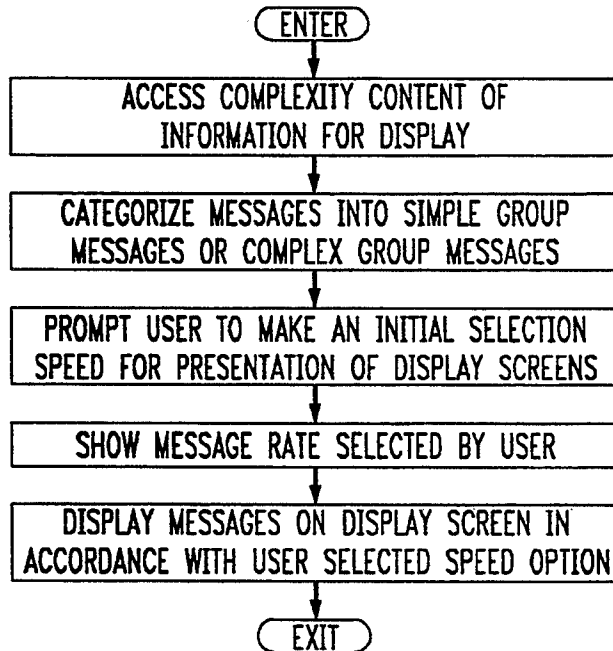 ENTER
ACCESS COMPLEXITY CONTENT OF
INFORMATION FOR DISPLAY
CATEGORIZE MESSAGES INTO SIMPLE GROUP
MESSAGES OR COMPLEX GROUP MESSAGES
PROMPT USER TO MAKE AN INITIAL SELECTION
SPEED FOR PRESENTATION OF DISPLAY SCREENS
SHOW MESSAGE RATE SELECTED BY USER
DISPLAY MESSAGES ON DISPLAY SCREEN IN
ACCORDANCE WITH USER SELECTED SPEED OPTION
EXIT